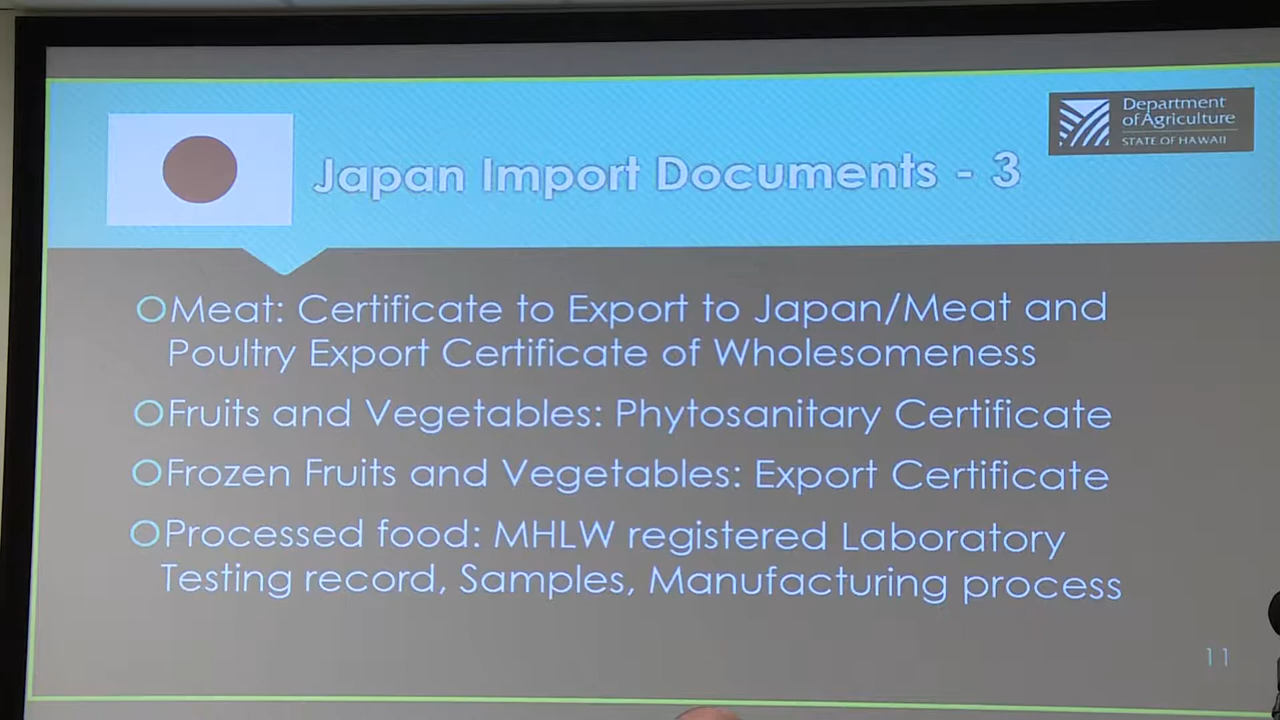 Department
of Agriculture
STATE OF HAWAII
Japan Import Documents - 3
Meat: Certificate to Export to Japan/Meat and
Poultry Export Certificate of Wholesomeness
Fruits and Vegetables: Phytosanitary Certificate
Frozen Fruits and Vegetables: Export Certificate
Processed food: MHLW registered Laboratory
Testing record, Samples, Manufacturing process
11